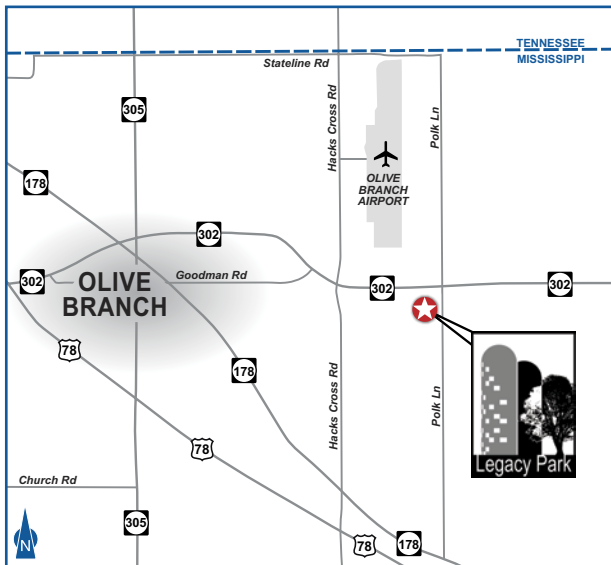 TENNESSEE
MISSISSIPPI
Stateline Rd
305
Hacks Cross Rd
Polk Ln
178
OLIVE
BRANCH
AIRPORT
302
302
OLIVE
BRANCH
Goodman Rd
302
302
78
178
Hacks Cross Rd
Polk Ln
Legacy Park
78
Church Rd
305
N
78
178